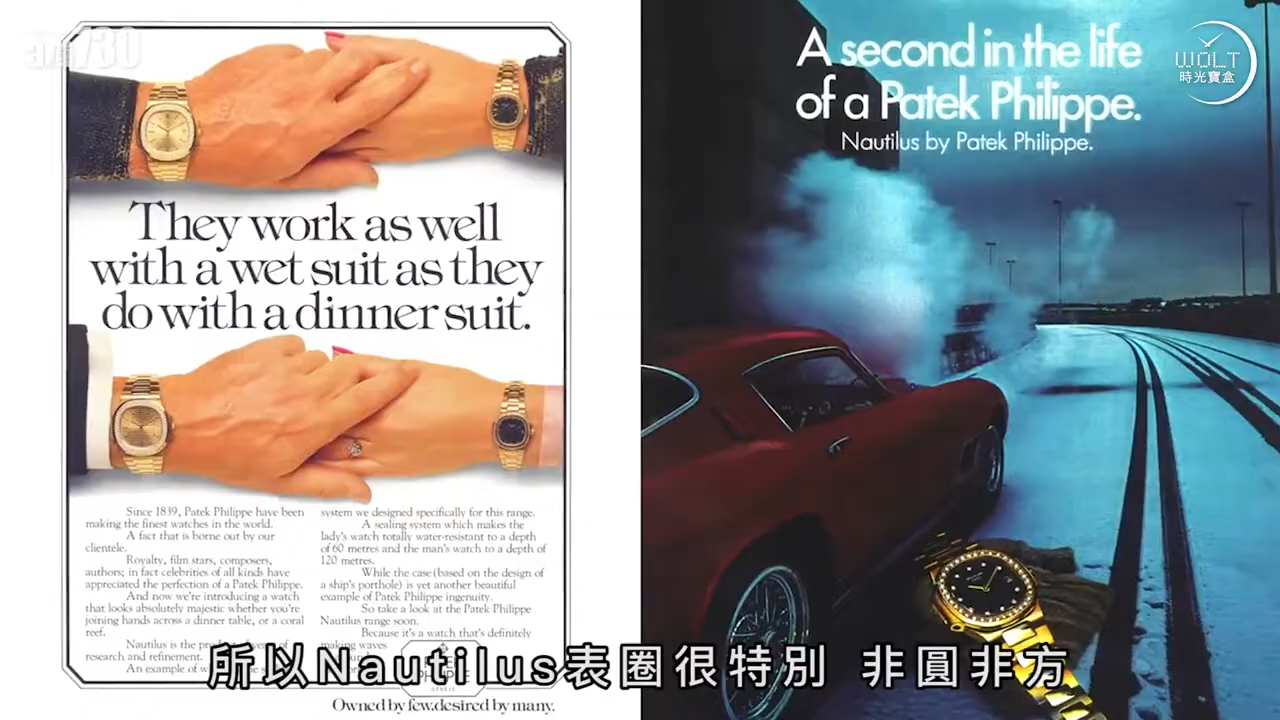 They work as well
with a wet suit as they
do with a dinner suit.
Since 1839, Patek Philippe have been
making the finest watches in the world.
A fact that is borne out by our
clientele.
Royalty, film stars, composers,
authors; in fact celebrities of all kinds have
appreciated the perfection of a Patek Philippe.
And now we're introducing a watch
that looks absolutely majestic whether you're
joining hands across a dinner table, or a coral
reef.
Nautilus is the
research and refinement.
An example of
system we designed specifically for this range.
A sealing system which makes the
lady's watch totally water-resistant to a depth
of 60 metres and the man's watch to a depth of
120 metres.
While the case (based on the design of
a ship's porthole) is yet another beautiful
example of Patek Philippe ingenuity.
So take a look at the Patek Philippe
Nautilus range soon.
Because it's a watch that's definitely
making waves
GENEVE
Owned by few.desired by many.
A second in the life
of a Patek Philippe.
Nautilus by Patek Philippe.
WOLT
時光寶盒
所以Nautilus表圈很特別 非圓非方